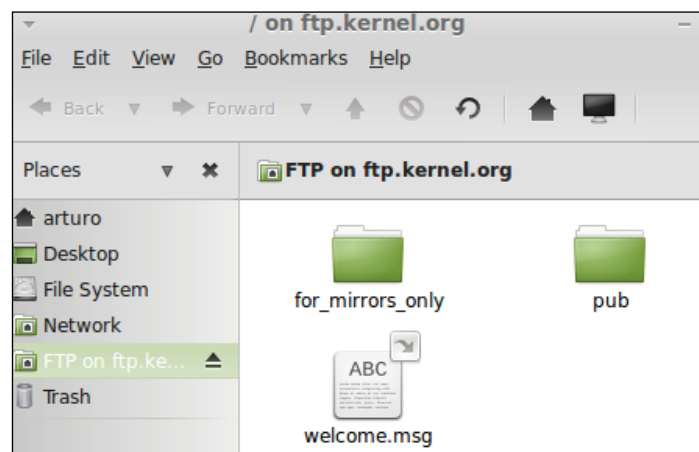 / on ftp.kernel.org
File Edit View Go Bookmarks Help
Back Forward
Places
FTP on ftp.kernel.org
arturo
Desktop
File System
Network
FTP on ftp.ke...
Trash
for_mirrors_only
pub
ABC
welcome.msg